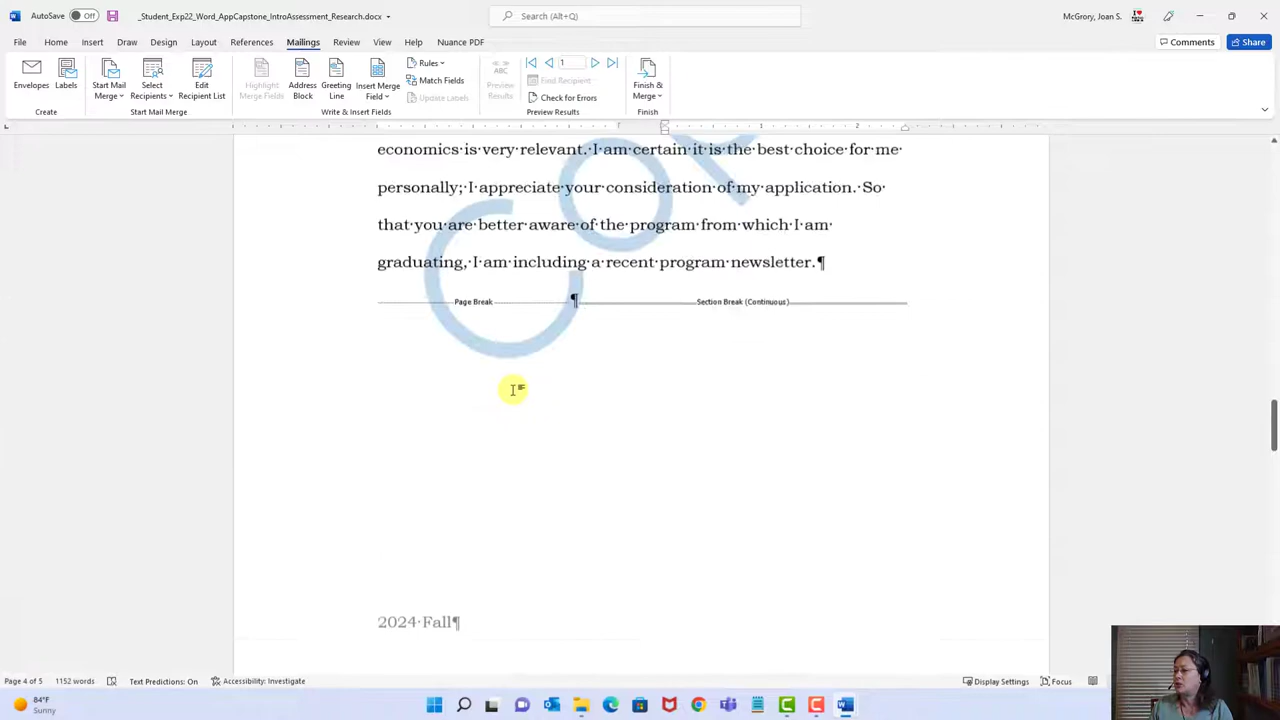 AutoSave Off _Student_Exp22_Word_AppCapstone_IntroAssessment_Research.docx Search (Alt+Q) McGrory, Joan S.
File Home Insert Draw Design Layout References Mailings Review View Help Nuance PDF Comments Share
Envelopes Labels Start Mail Merge Select Recipients Edit Recipient List Highlight Merge Fields Address Block Greeting Line Insert Merge Field Rules Match Fields Update Labels Preview Results ABC 1 Find Recipient Check for Errors Finish & Merge
Create Start Mail Merge Write & Insert Fields Preview Results Finish
1 2
economics·is·very·relevant.·I·am·certain·it·is·the·best·choice·for·me·
personally;·I·appreciate·your·consideration·of·my·application.·So·
that·you·are·better·aware·of·the·program·from·which·I·am·
graduating,·I·am·including·a·recent·program·newsletter.¶
Page Break ¶ Section Break (Continuous)
2024·Fall¶
Page 4 of 5 1152 words Text Predictions: On Accessibility: Investigate Display Settings Focus
84°F
Sunny